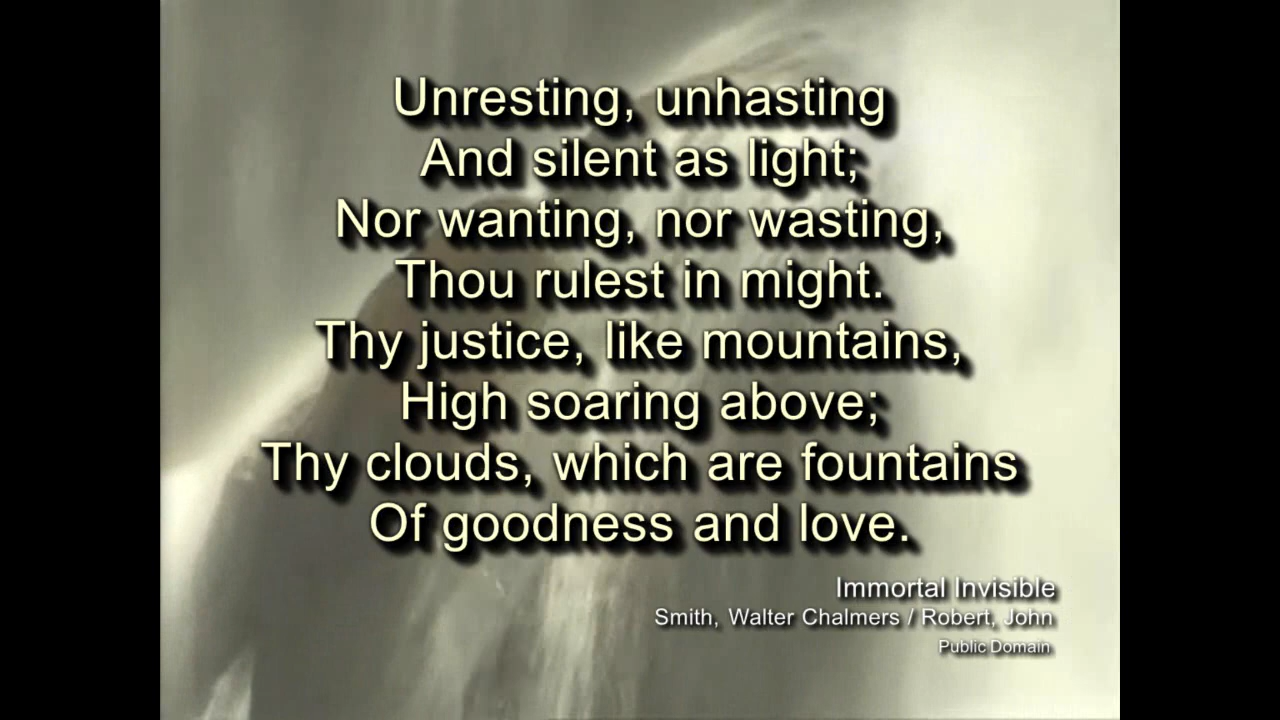 Unresting, unhasting
And silent as light;
Nor wanting, nor wasting,
Thou rulest in might.
Thy justice, like mountains,
High soaring above;
Thy clouds, which are fountains
Of goodness and love.
Immortal Invisible
Smith, Walter Chalmers / Robert, John
Public Domain